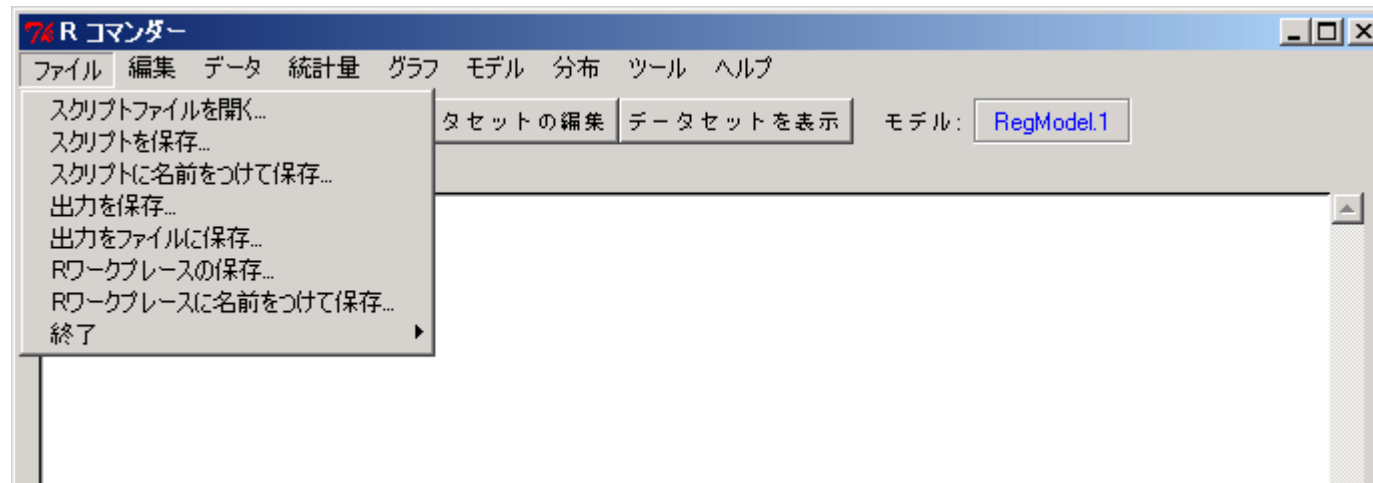 R コマンダー
ファイル 編集 データ 統計量 グラフ モデル 分布 ツール ヘルプ
タセットの編集 データセットを表示 モデル: RegModel.1
スクリプトファイルを開く...
スクリプトを保存...
スクリプトに名前をつけて保存...
出力を保存...
出力をファイルに保存...
Rワークプレースの保存...
Rワークプレースに名前をつけて保存...
終了